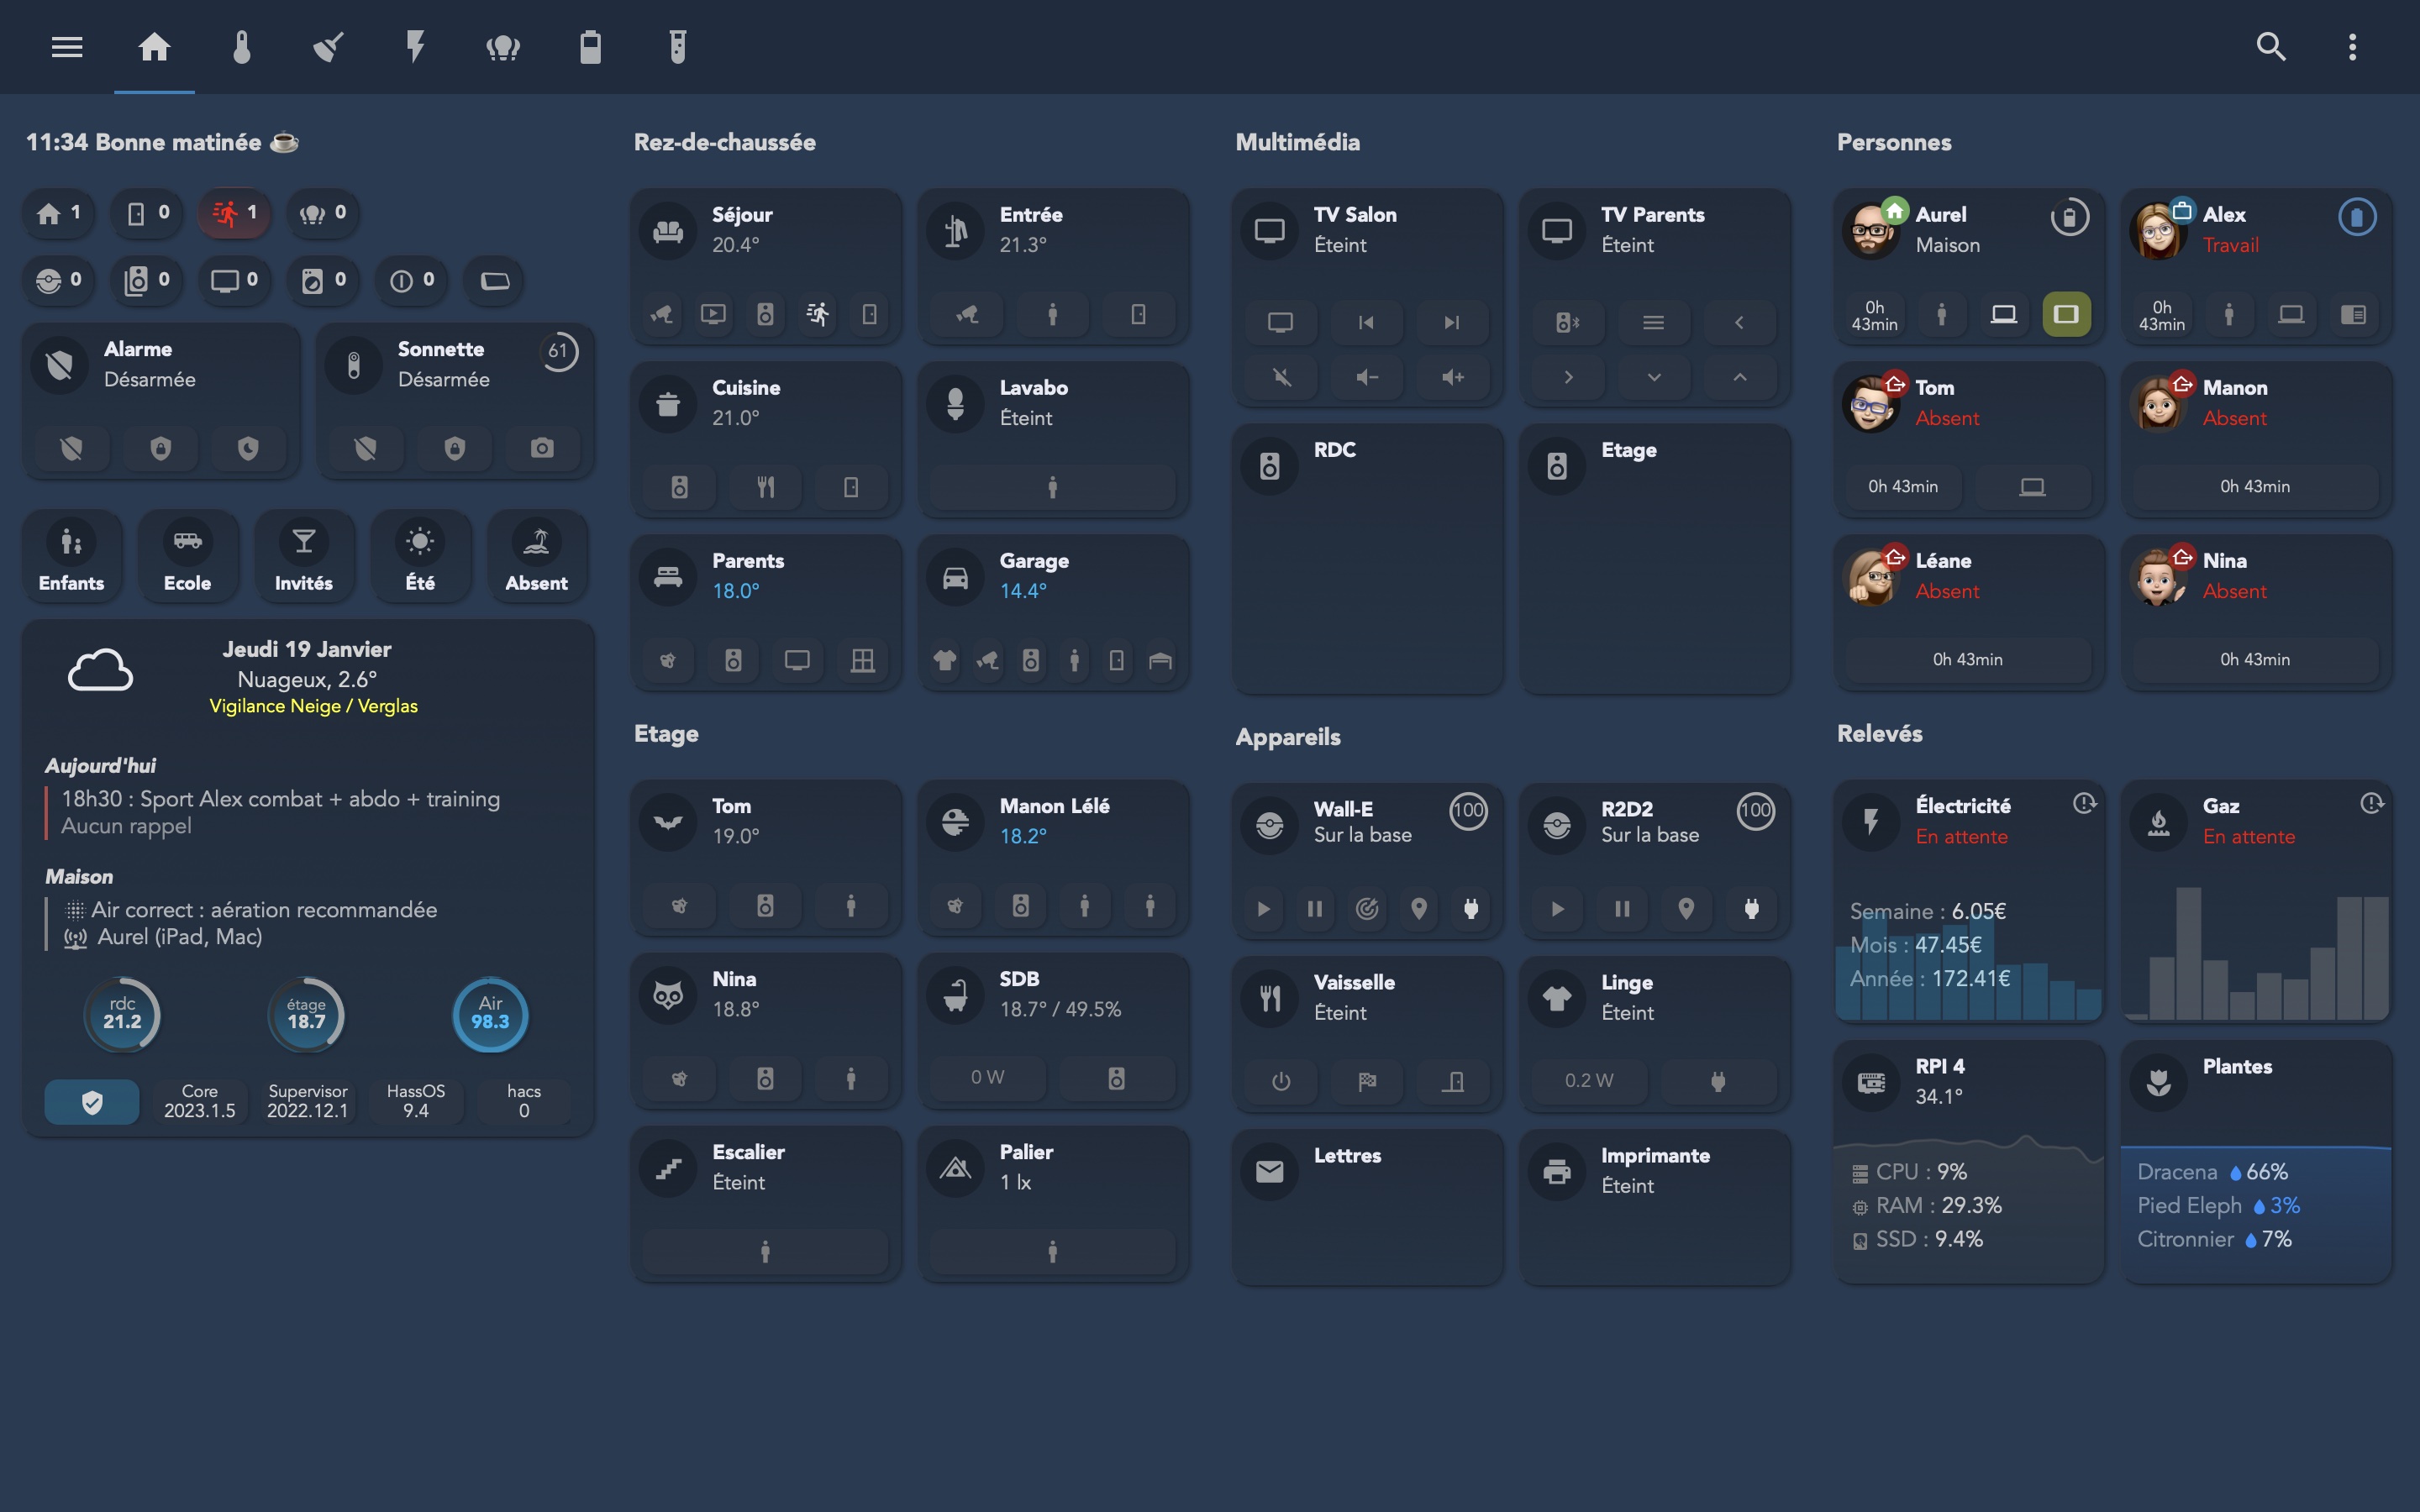 11:34 Bonne matinée ☕
1
0
1
0
0
0
0
0
0
Alarme
Désarmée
Sonnette
Désarmée
61
Enfants
Ecole
Invités
Été
Absent
Jeudi 19 Janvier
Nuageux, 2.6°
Vigilance Neige / Verglas
Aujourd'hui
18h30 : Sport Alex combat + abdo + training
Aucun rappel
Maison
Air correct : aération recommandée
Aurel (iPad, Mac)
rdc
21.2
étage
18.7
Air
98.3
Core
2023.1.5
Supervisor
2022.12.1
HassOS
9.4
hacs
0
Rez-de-chaussée
Séjour
20.4°
Entrée
21.3°
Cuisine
21.0°
Lavabo
Éteint
Parents
18.0°
Garage
14.4°
Etage
Tom
19.0°
Manon Lélé
18.2°
Nina
18.8°
SDB
18.7° / 49.5%
0 W
Escalier
Éteint
Palier
1 lx
Multimédia
TV Salon
Éteint
TV Parents
Éteint
RDC
Etage
Appareils
Wall-E
Sur la base
100
R2D2
Sur la base
100
Vaisselle
Éteint
Linge
Éteint
0.2 W
Lettres
Imprimante
Éteint
Personnes
Aurel
Maison
0h
43min
Alex
Travail
0h
43min
Tom
Absent
0h 43min
Manon
Absent
0h 43min
Léane
Absent
0h 43min
Nina
Absent
0h 43min
Relevés
Électricité
En attente
Semaine : 6.05€
Mois : 47.45€
Année : 172.41€
Gaz
En attente
RPI 4
34.1°
CPU : 9%
RAM : 29.3%
SSD : 9.4%
Plantes
Dracena 66%
Pied Eleph 3%
Citronnier 7%